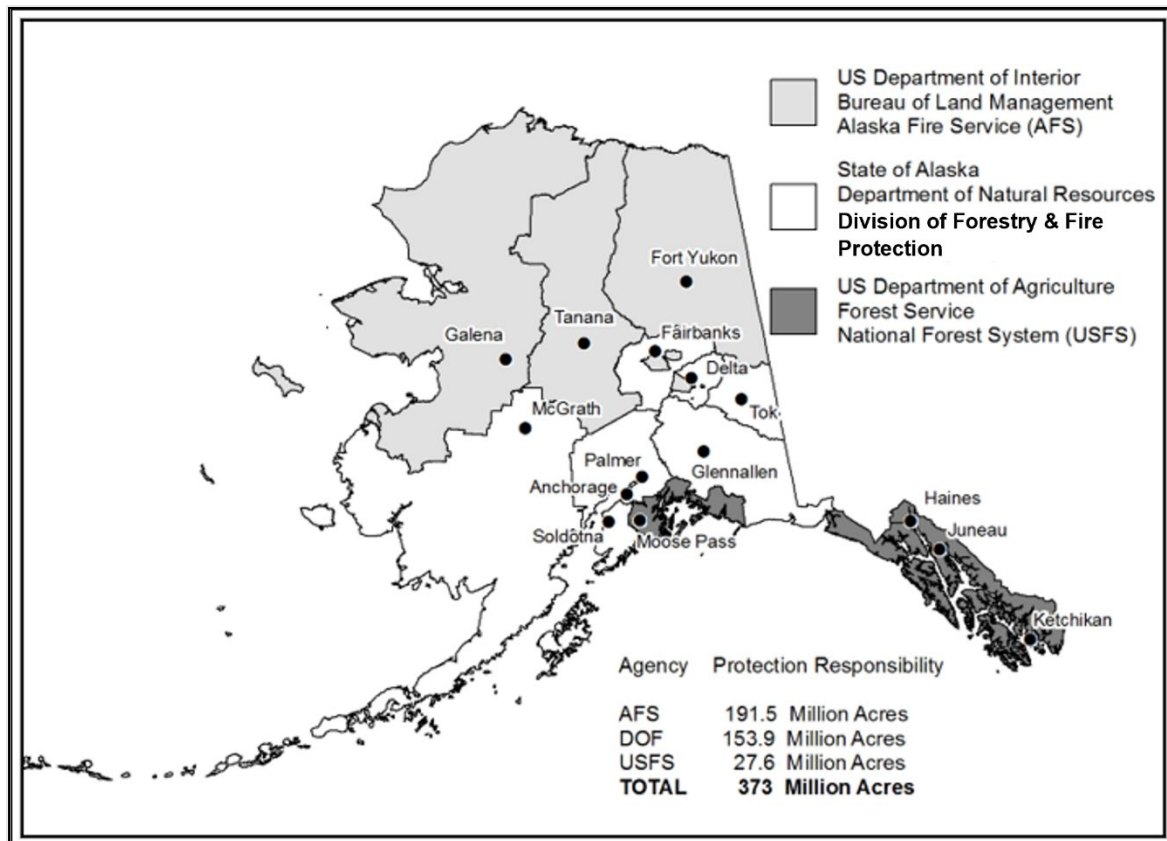 US Department of Interior
Bureau of Land Management
Alaska Fire Service (AFS)
State of Alaska
Department of Natural Resources
Division of Forestry & Fire
Protection
US Department of Agriculture
Forest Service
National Forest System (USFS)
Fort Yukon
Tanana
Galena
Fairbanks
Delta
McGrath
Tok
Palmer
Glennallen
Anchorage
Soldotna
Moose Pass
Haines
Juneau
Ketchikan
Agency Protection Responsibility
AFS 191.5 Million Acres
DOF 153.9 Million Acres
USFS 27.6 Million Acres
TOTAL 373 Million Acres